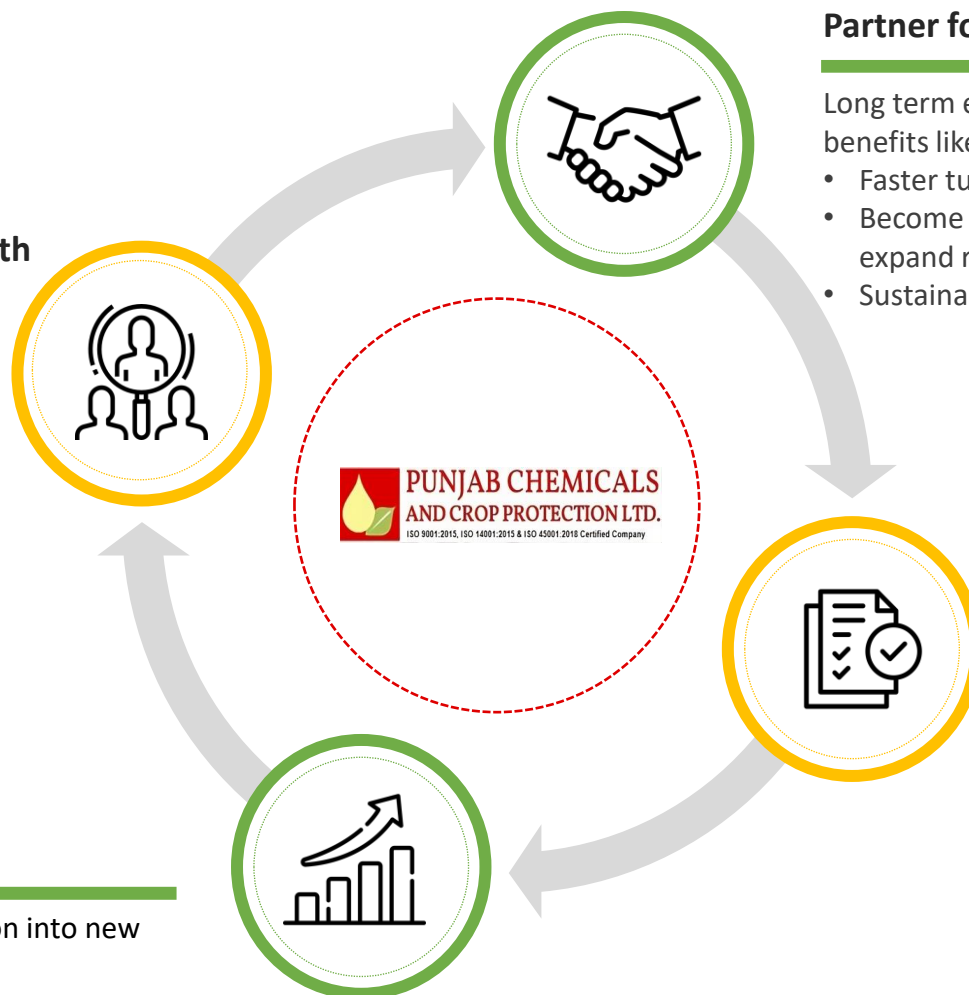 Partner fo
Long term e
benefits like
• Faster tu
• Become
expand r
• Sustaina
th
PUNJAB CHEMICALS
AND CROP PROTECTION LTD.
ISO 9001:2015, ISO 14001:2015 & ISO 45001:2018 Certified Company
on into new